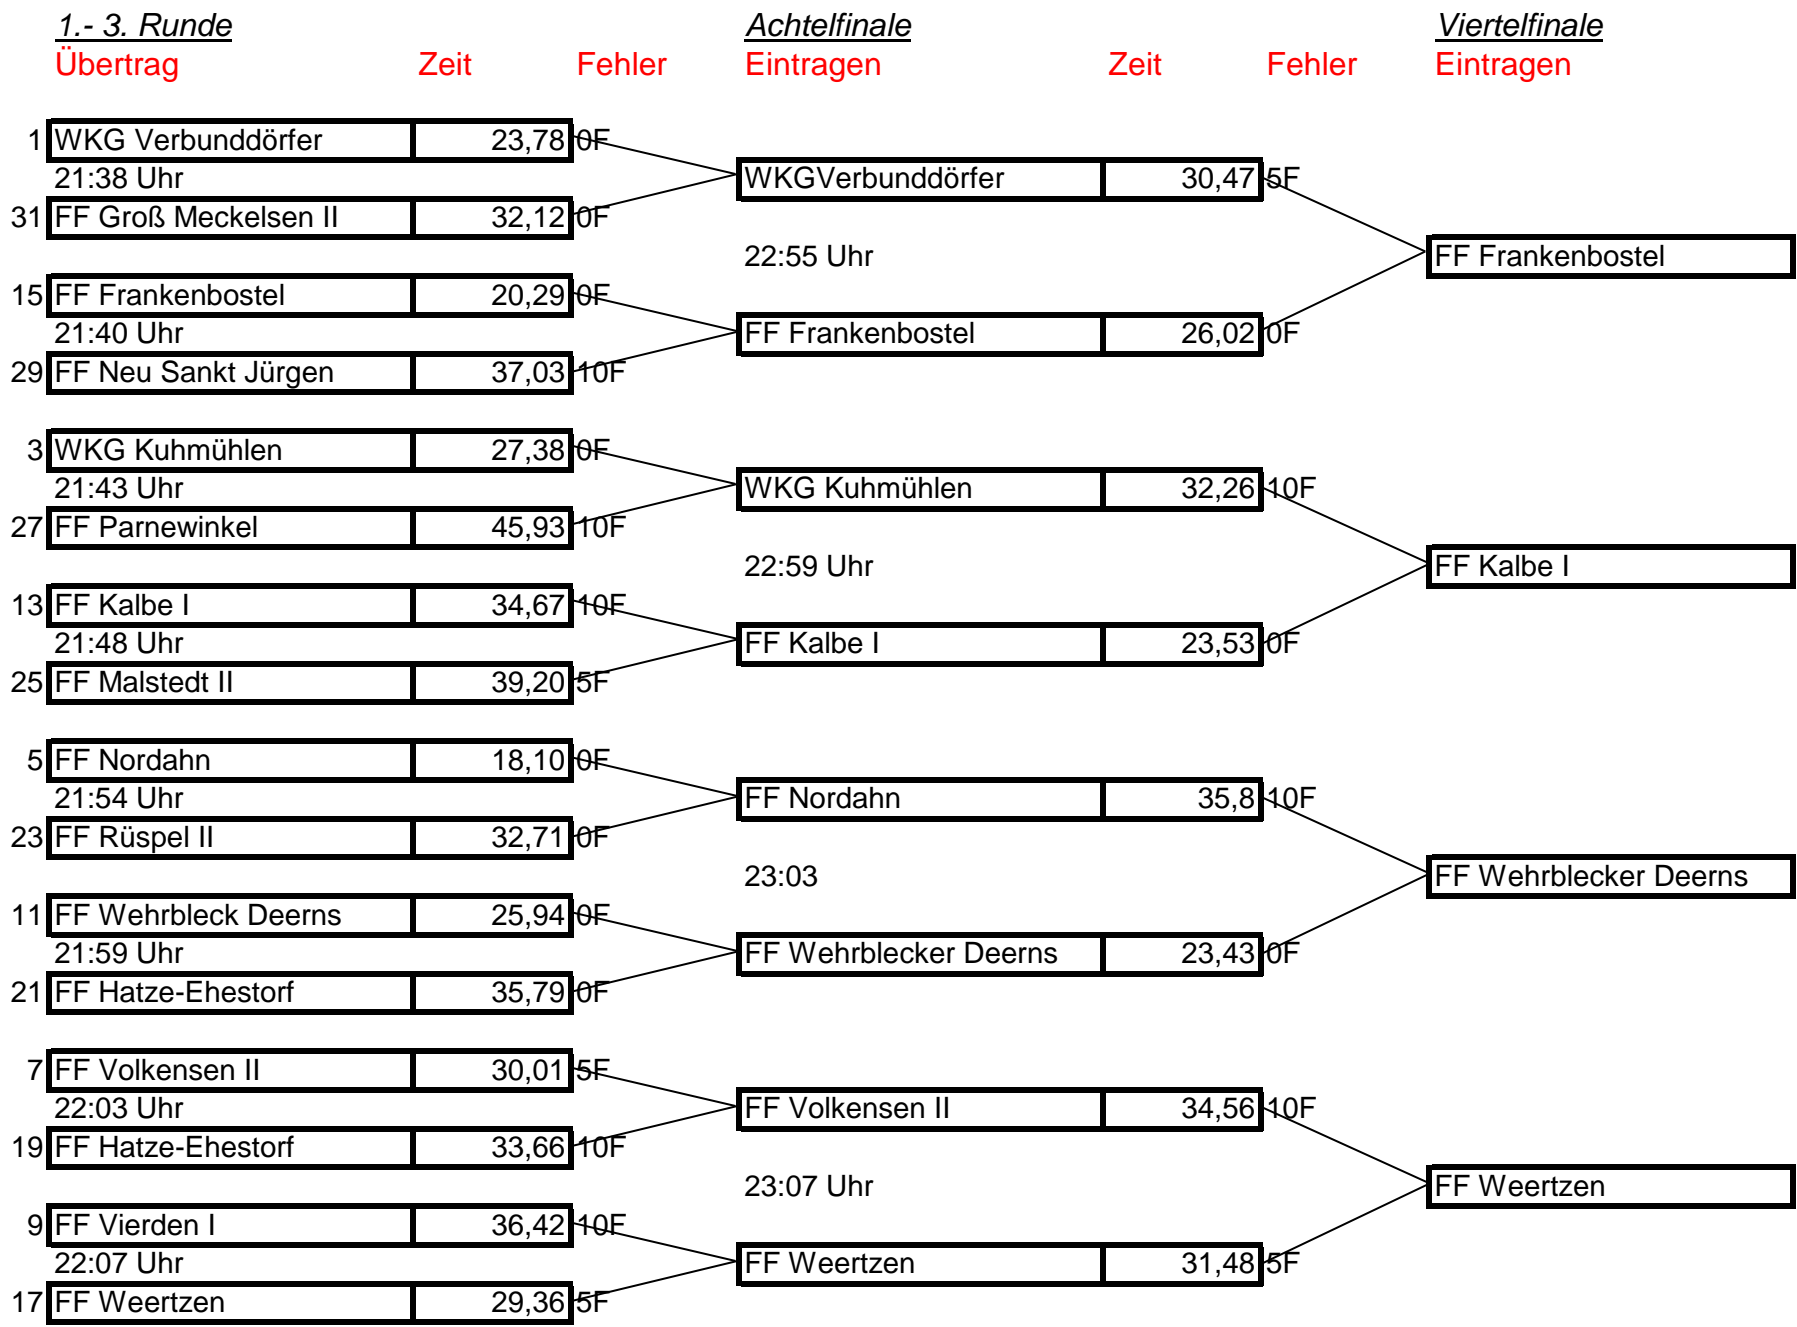 1.- 3. Runde Achtelfinale Viertelfinale
Übertrag Zeit Fehler Eintragen Zeit Fehler Eintragen
1 WKG Verbunddörfer 23,78 0F
21:38 Uhr WKGVerbunddörfer 30,47 5F
31 FF Groß Meckelsen II 32,12 0F
22:55 Uhr FF Frankenbostel
15 FF Frankenbostel 20,29 0F
21:40 Uhr FF Frankenbostel 26,02 0F
29 FF Neu Sankt Jürgen 37,03 10F
3 WKG Kuhmühlen 27,38 0F
21:43 Uhr WKG Kuhmühlen 32,26 10F
27 FF Parnewinkel 45,93 10F
22:59 Uhr FF Kalbe I
13 FF Kalbe I 34,67 10F
21:48 Uhr FF Kalbe I 23,53 0F
25 FF Malstedt II 39,20 5F
5 FF Nordahn 18,10 0F
21:54 Uhr FF Nordahn 35,8 10F
23 FF Rüspel II 32,71 0F
23:03 FF Wehrblecker Deerns
11 FF Wehrbleck Deerns 25,94 0F
21:59 Uhr FF Wehrblecker Deerns 23,43 0F
21 FF Hatze-Ehestorf 35,79 0F
7 FF Volkensen II 30,01 5F
22:03 Uhr FF Volkensen II 34,56 10F
19 FF Hatze-Ehestorf 33,66 10F
23:07 Uhr FF Weertzen
9 FF Vierden I 36,42 10F
22:07 Uhr FF Weertzen 31,48 5F
17 FF Weertzen 29,36 5F